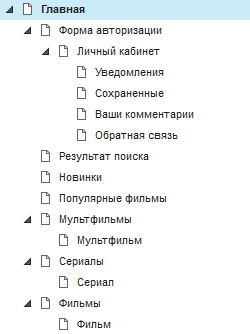 Главная
Форма авторизации
Личный кабинет
Уведомления
Сохраненные
Ваши комментарии
Обратная связь
Результат поиска
Новинки
Популярные фильмы
Мультфильмы
Мультфильм
Сериалы
Сериал
Фильмы
Фильм